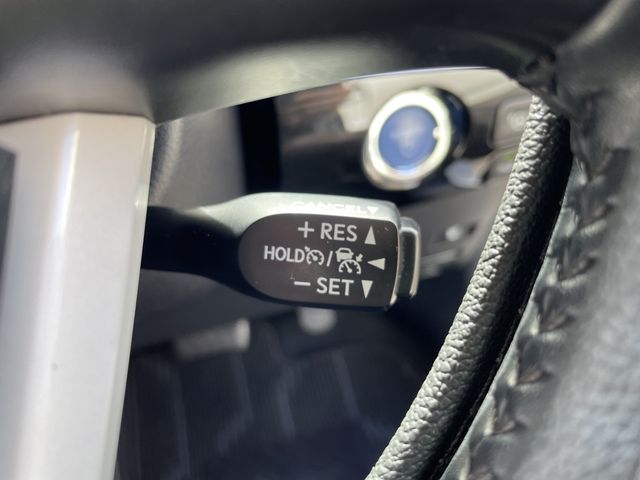 CANCEL
+ RES
HOLD /
- SET